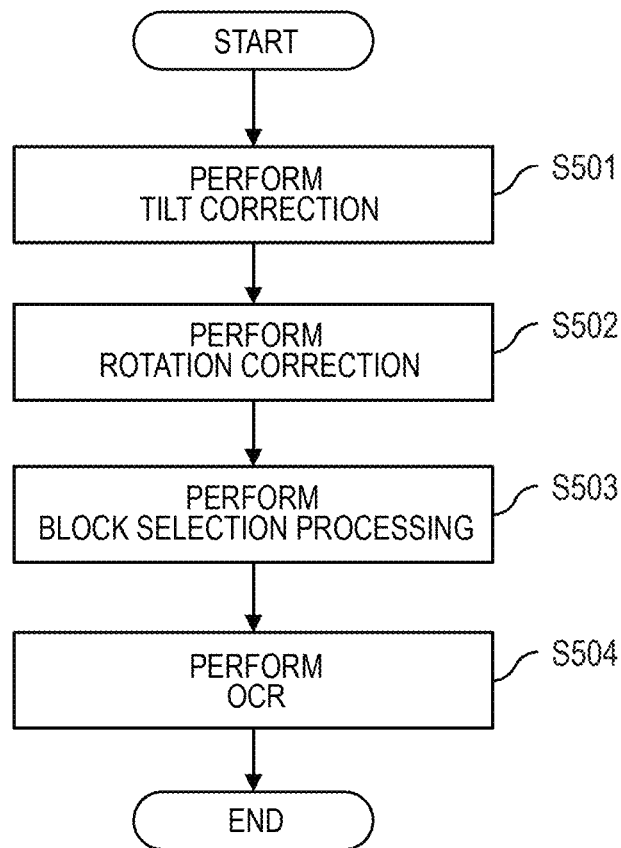 START
PERFORM
TILT CORRECTION
S501
PERFORM
ROTATION CORRECTION
S502
PERFORM
BLOCK SELECTION PROCESSING
S503
PERFORM
OCR
S504
END